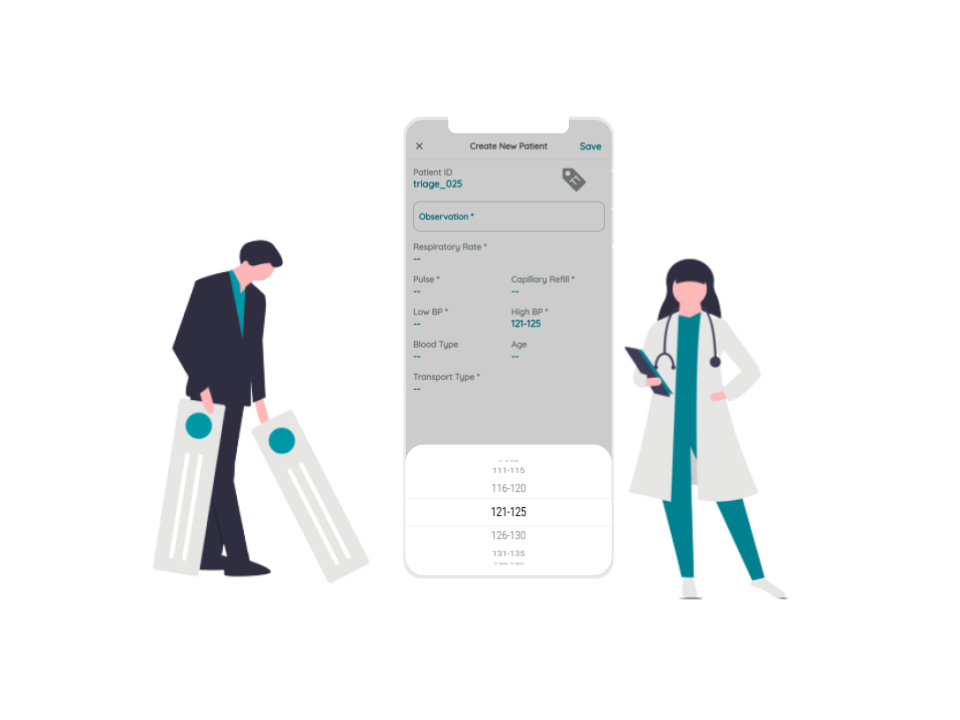 Create New Patient Save
Patient ID
triage_025
Observation *
Respiratory Rate *
--
Pulse * Capillary Refill *
-- --
Low BP * High BP *
-- 121-125
Blood Type Age
-- --
Transport Type *
--
111-115
116-120
121-125
126-130
131-135